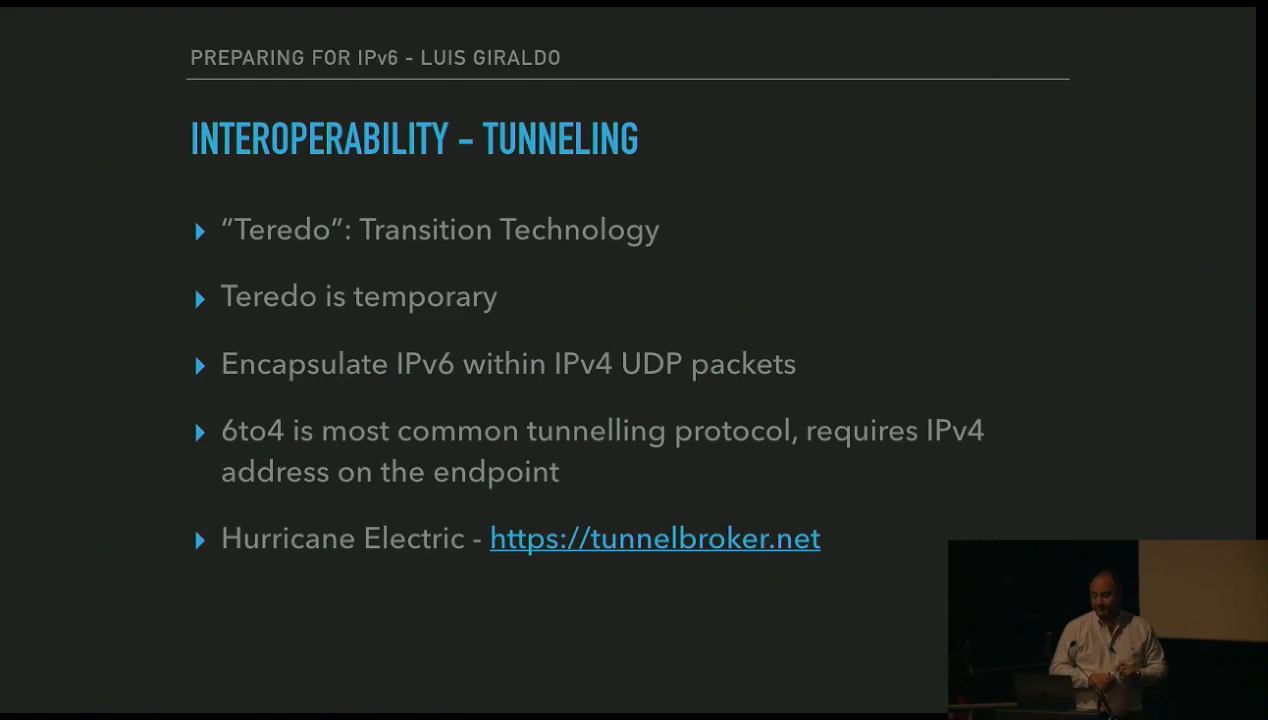 PREPARING FOR IPv6 - LUIS GIRALDO
INTEROPERABILITY - TUNNELING
“Teredo”: Transition Technology
Teredo is temporary
Encapsulate IPv6 within IPv4 UDP packets
6to4 is most common tunnelling protocol, requires IPv4
address on the endpoint
Hurricane Electric - https://tunnelbroker.net